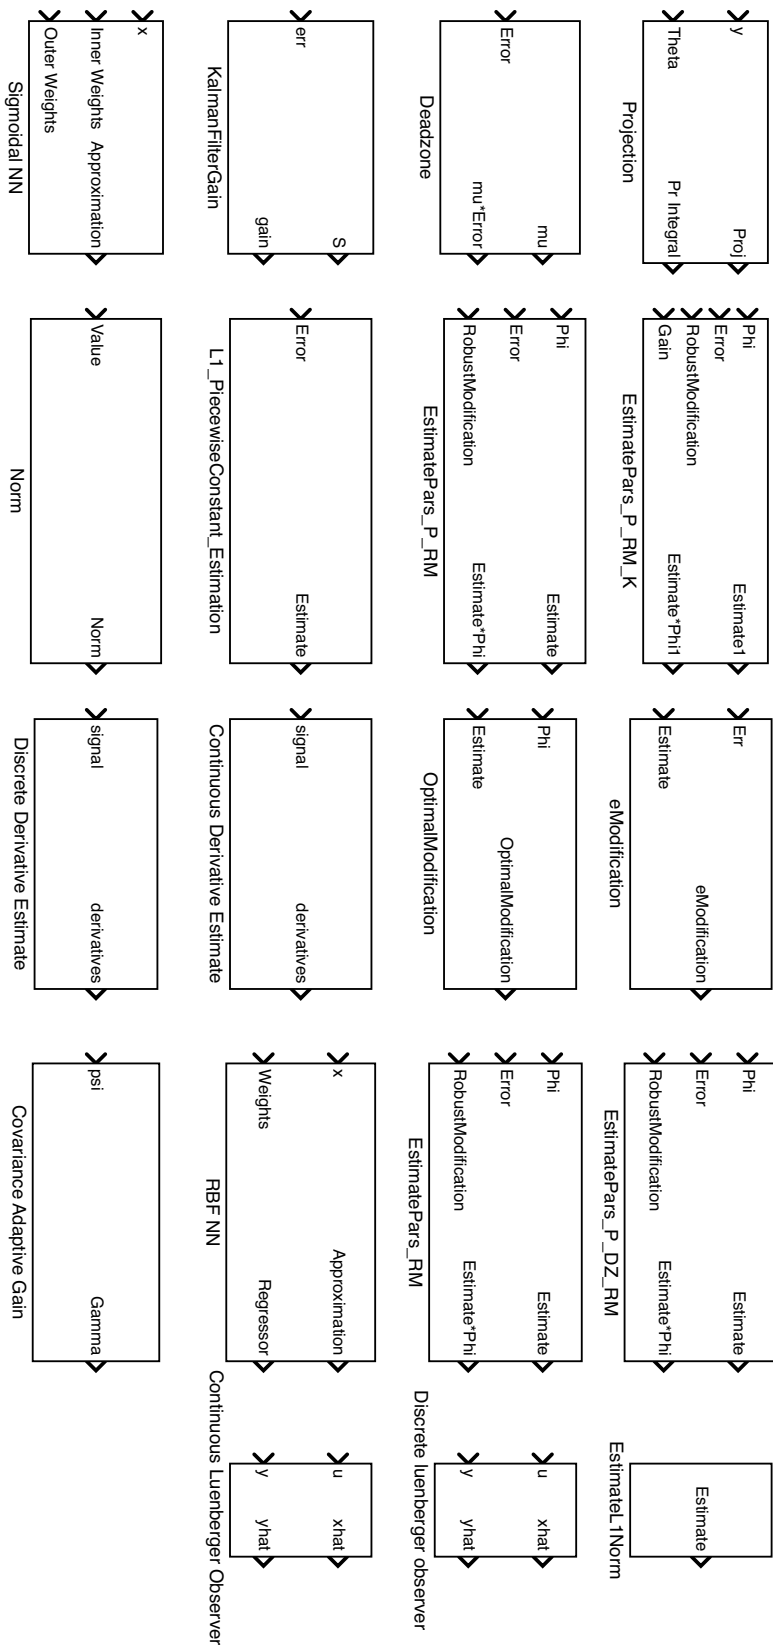 y
Proj
Theta
Pr Integral
Projection
Phi
Error
RobustModification
Gain
Estimate1
Estimate*Phi1
EstimatePars_P_RM_K
Err
Estimate
eModification
eModification
Phi
Error
RobustModification
Estimate
Estimate*Phi
EstimatePars_P_DZ_RM
Estimate
EstimateL1Norm
Error
mu
mu*Error
Deadzone
Phi
Error
RobustModification
Estimate
Estimate*Phi
EstimatePars_P_RM
Phi
Estimate
OptimalModification
OptimalModification
Phi
Error
RobustModification
Estimate
Estimate*Phi
EstimatePars_RM
u
xhat
y
yhat
Discrete luenberger observer
err
S
gain
KalmanFilterGain
Error
Estimate
L1_PiecewiseConstant_Estimation
signal
derivatives
Continuous Derivative Estimate
x
Approximation
Weights
Regressor
RBF NN
u
xhat
y
yhat
Continuous Luenberger Observer
x
Inner Weights
Approximation
Outer Weights
Sigmoidal NN
Value
Norm
Norm
signal
derivatives
Discrete Derivative Estimate
psi
Gamma
Covariance Adaptive Gain